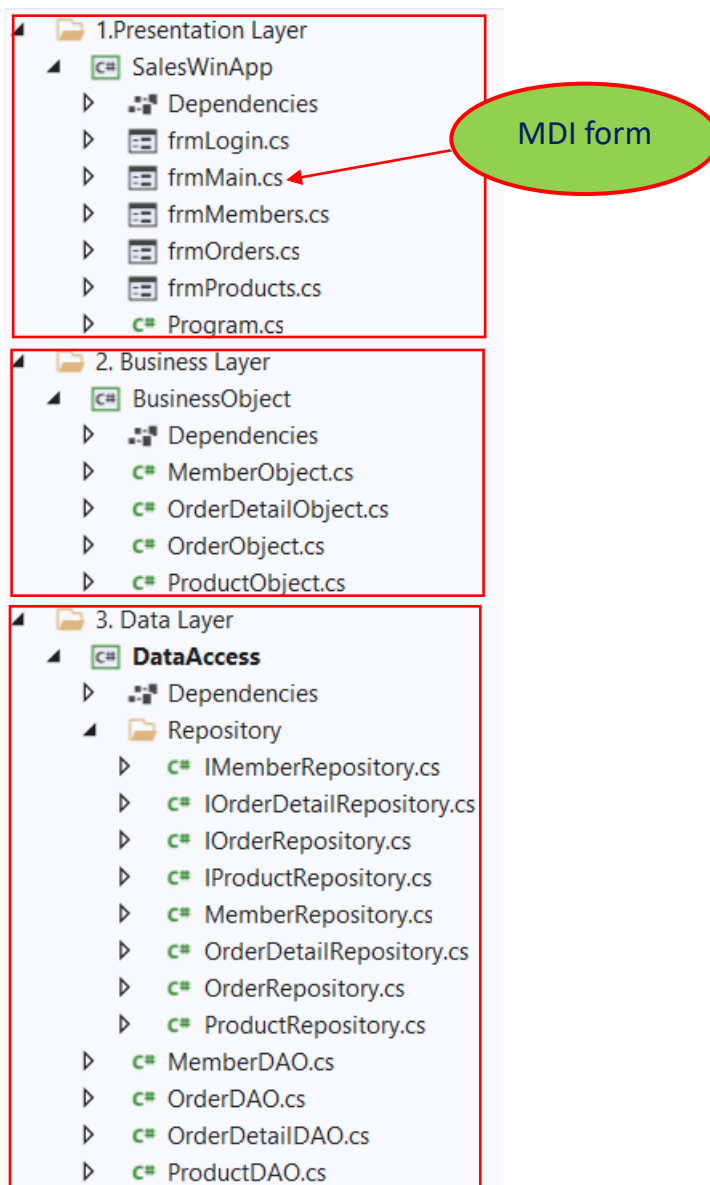 1.Presentation Layer
C# SalesWinApp
Dependencies
frmLogin.cs
MDI form
frmMain.cs
frmMembers.cs
frmOrders.cs
frmProducts.cs
C# Program.cs
2. Business Layer
C# BusinessObject
Dependencies
C# MemberObject.cs
C# OrderDetailObject.cs
C# OrderObject.cs
C# ProductObject.cs
3. Data Layer
C# DataAccess
Dependencies
Repository
C# IMemberRepository.cs
C# IOrderDetailRepository.cs
C# IOrderRepository.cs
C# IProductRepository.cs
C# MemberRepository.cs
C# OrderDetailRepository.cs
C# OrderRepository.cs
C# ProductRepository.cs
C# MemberDAO.cs
C# OrderDAO.cs
C# OrderDetailDAO.cs
C# ProductDAO.cs